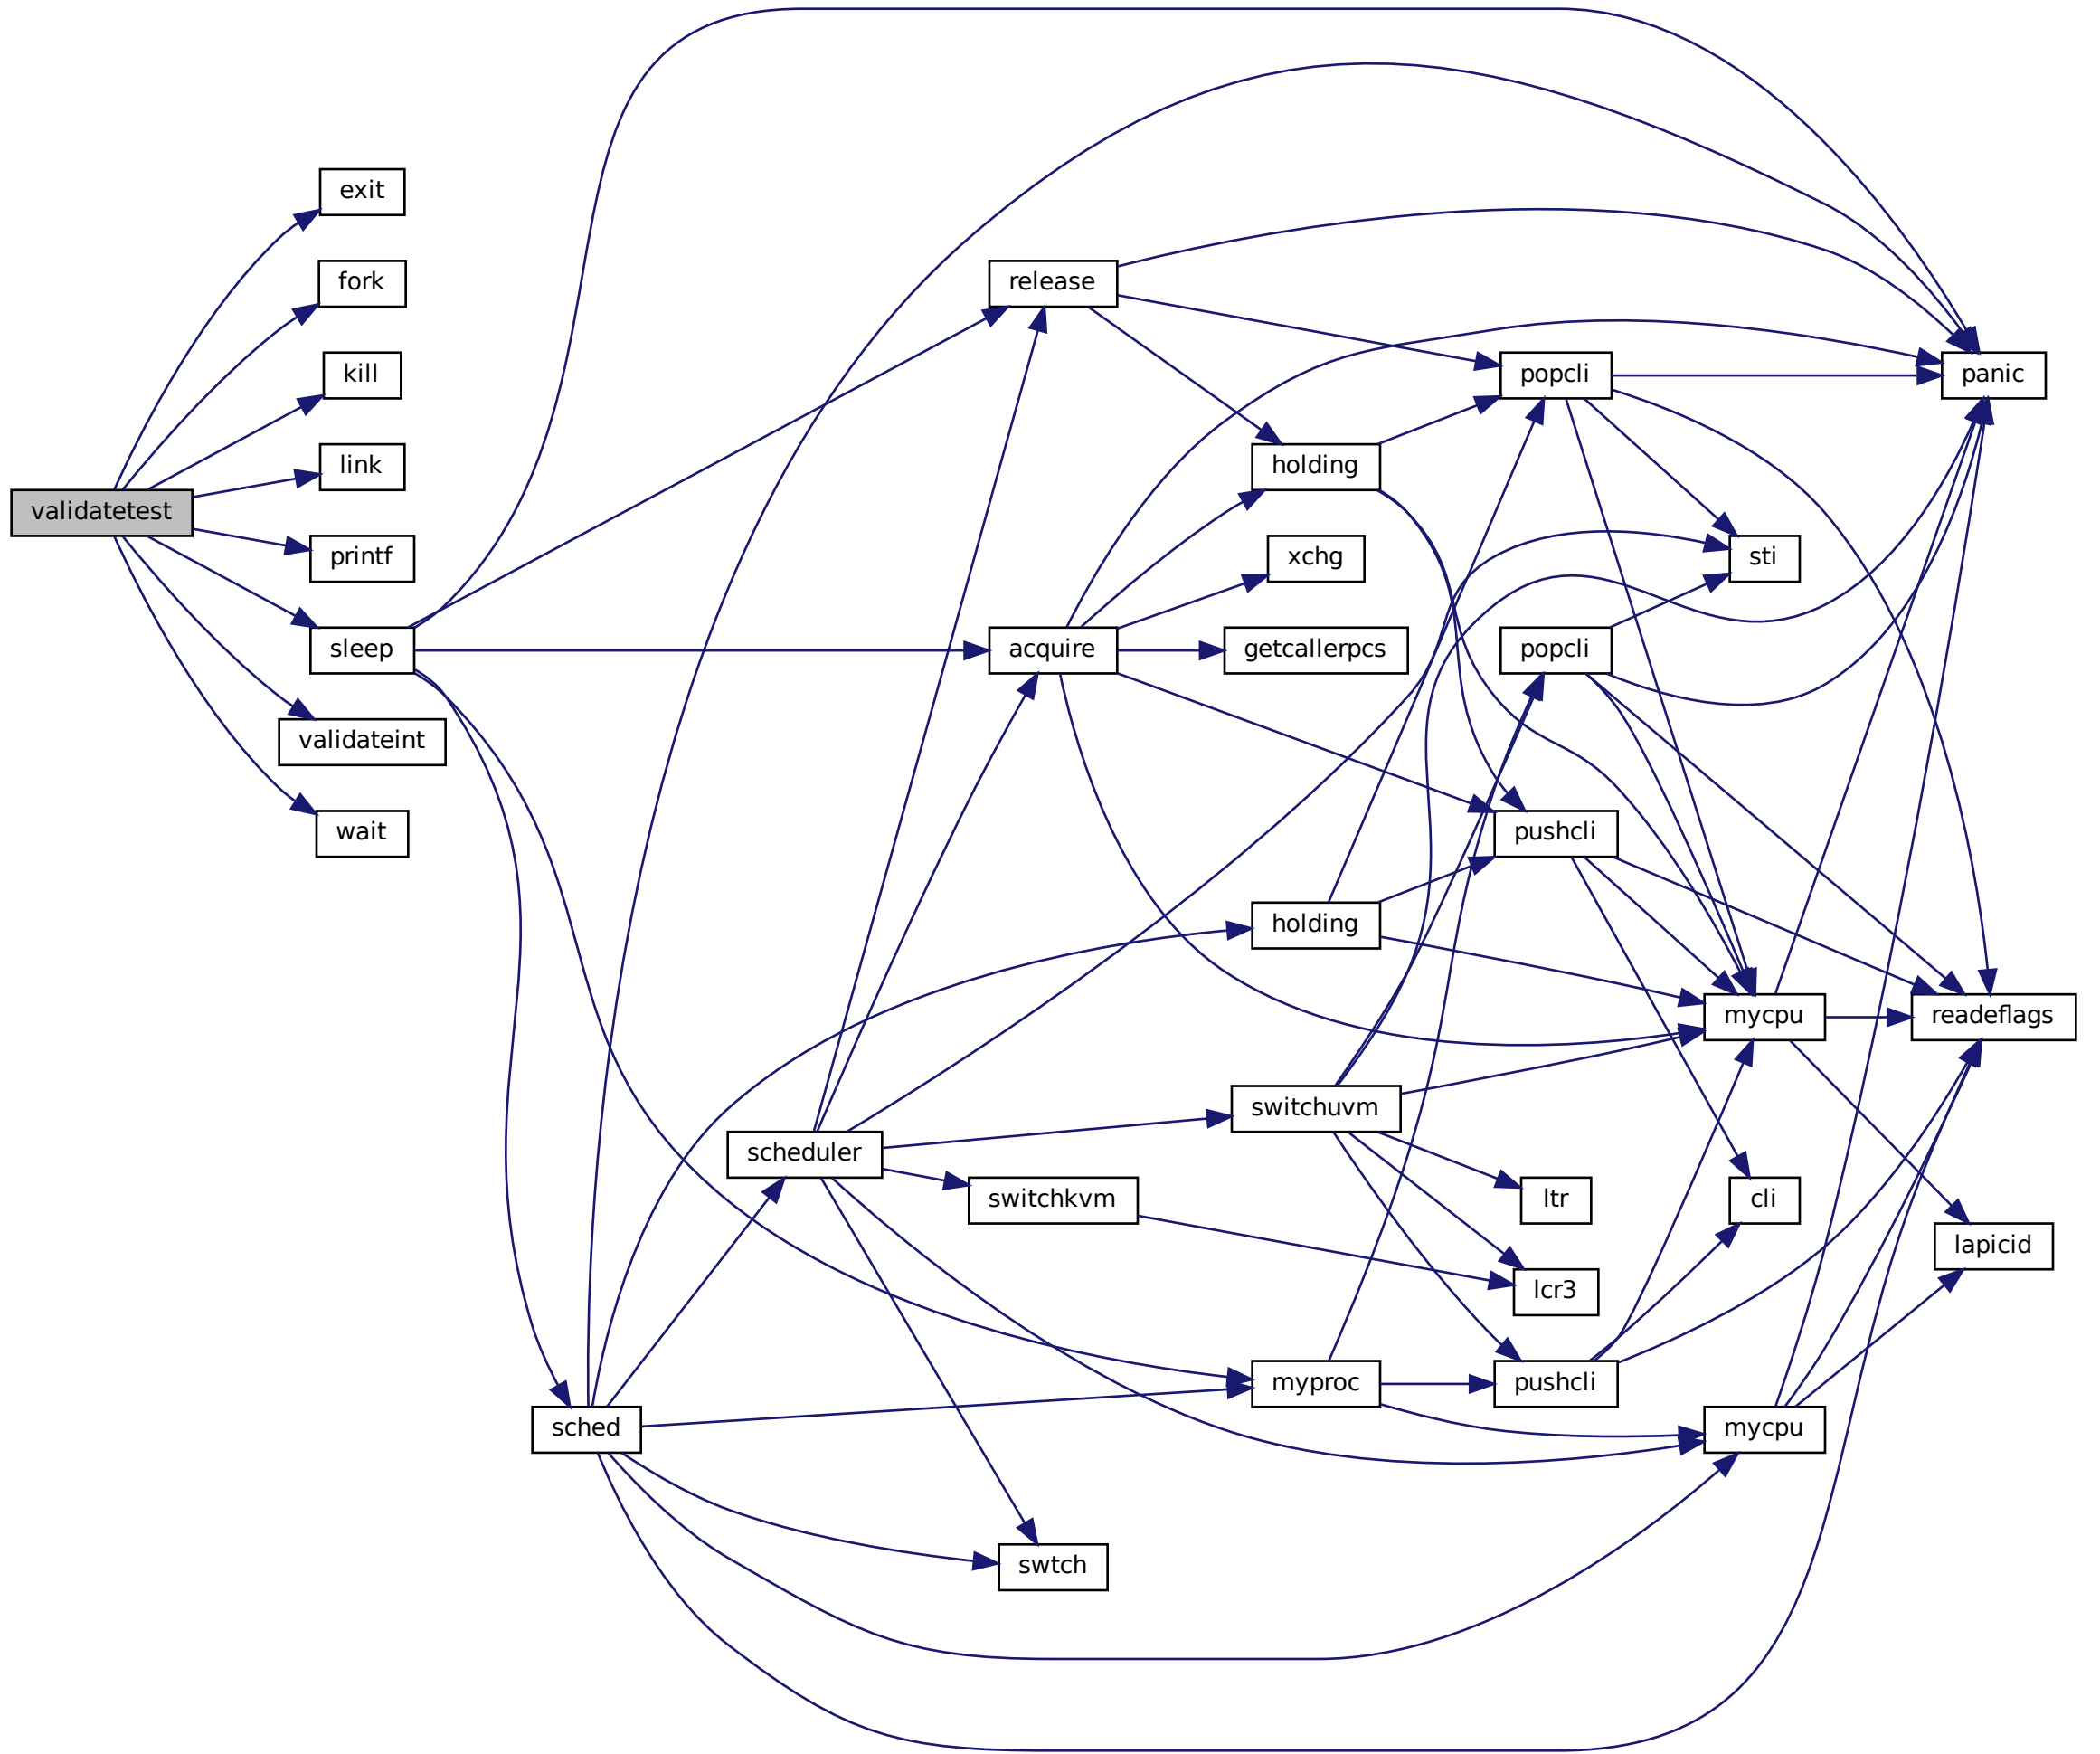 validatetest
exit
fork
kill
link
printf
sleep
validateint
wait
sched
scheduler
release
acquire
switchkvm
swtch
holding
xchg
getcallerpcs
holding
switchuvm
myproc
popcli
popcli
pushcli
ltr
lcr3
pushcli
sti
mycpu
cli
mycpu
panic
readeflags
lapicid